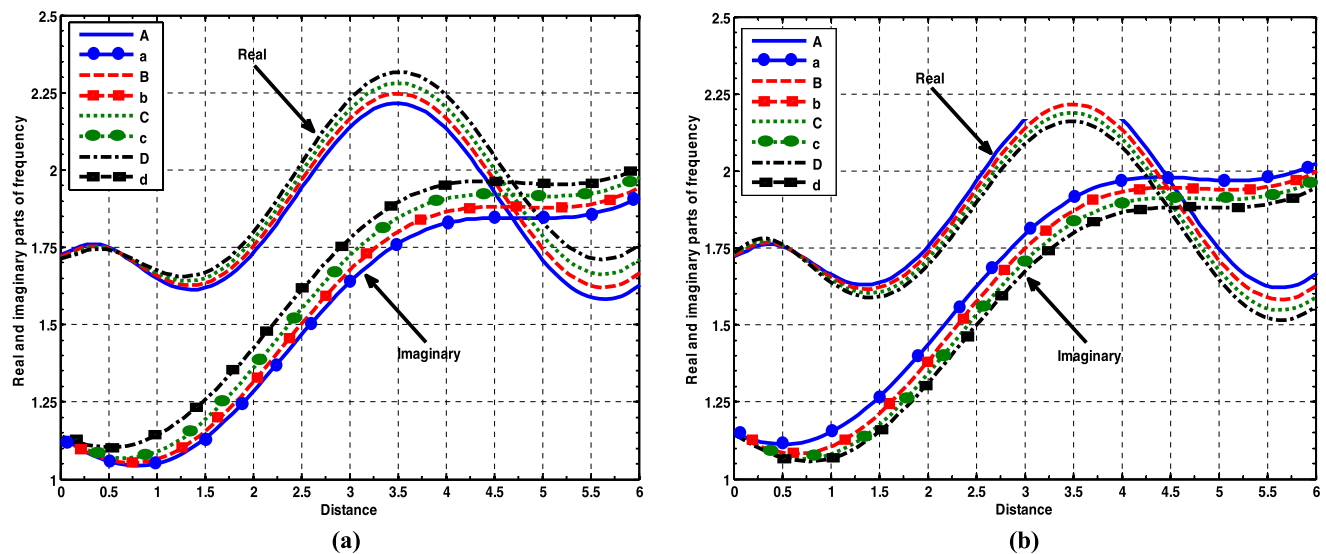 2.5
2.25
2
1.75
1.5
1.25
1
Real and imaginary parts of frequency
A
a
B
b
C
c
D
d
Real
Imaginary
0 0.5 1 1.5 2 2.5 3 3.5 4 4.5 5 5.5 6
Distance
(a)
2.5
2.25
2
1.75
1.5
1.25
1
Real and imaginary parts of frequency
A
a
B
b
C
c
D
d
Real
Imaginary
0 0.5 1 1.5 2 2.5 3 3.5 4 4.5 5 5.5 6
Distance
(b)